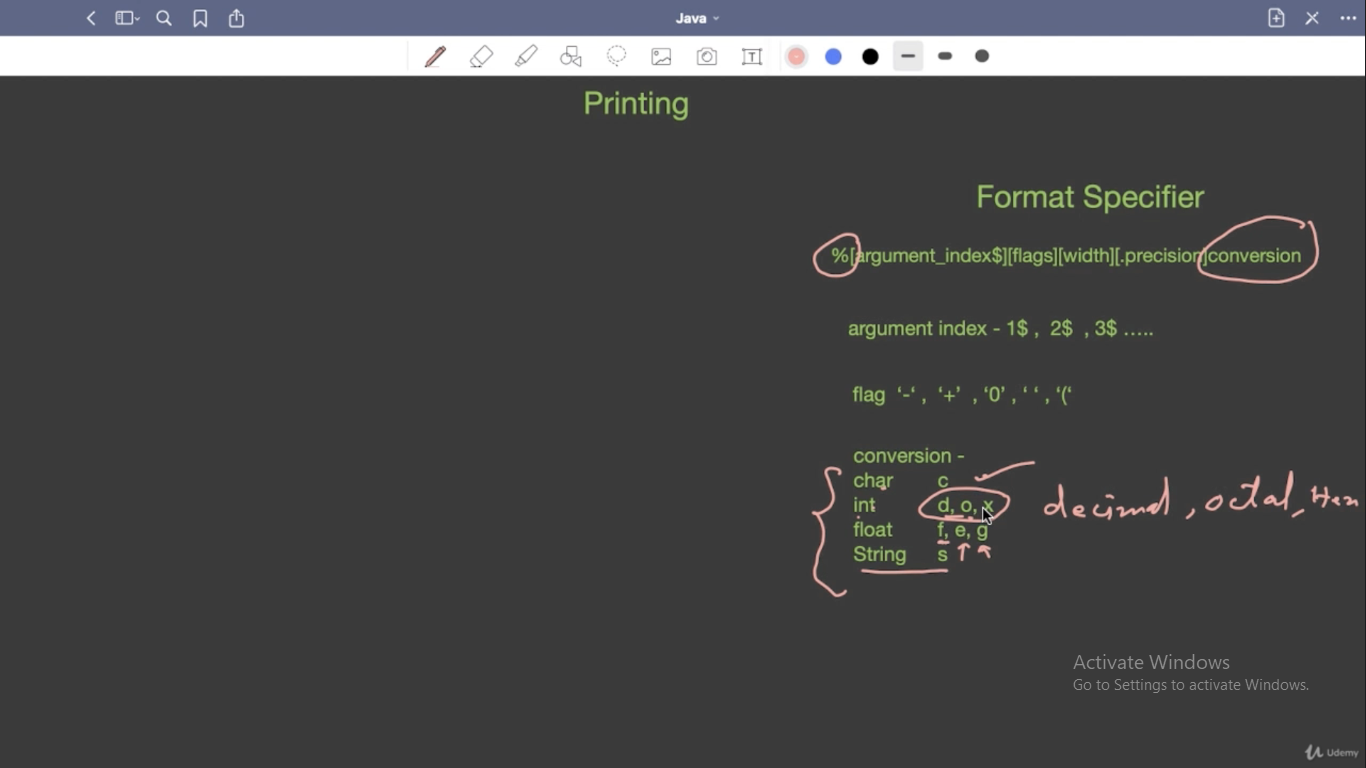 Java
Printing
Format Specifier
%[argument_index$][flags][width][.precision]conversion
argument index - 1$ , 2$ , 3$ .....
flag ‘-‘ , ‘+’ , ‘0’ , ‘ ‘ , ‘(‘
conversion -
char c
int d, o, x decimal, octal, Hex
float f, e, g
String s
Activate Windows
Go to Settings to activate Windows.
Udemy